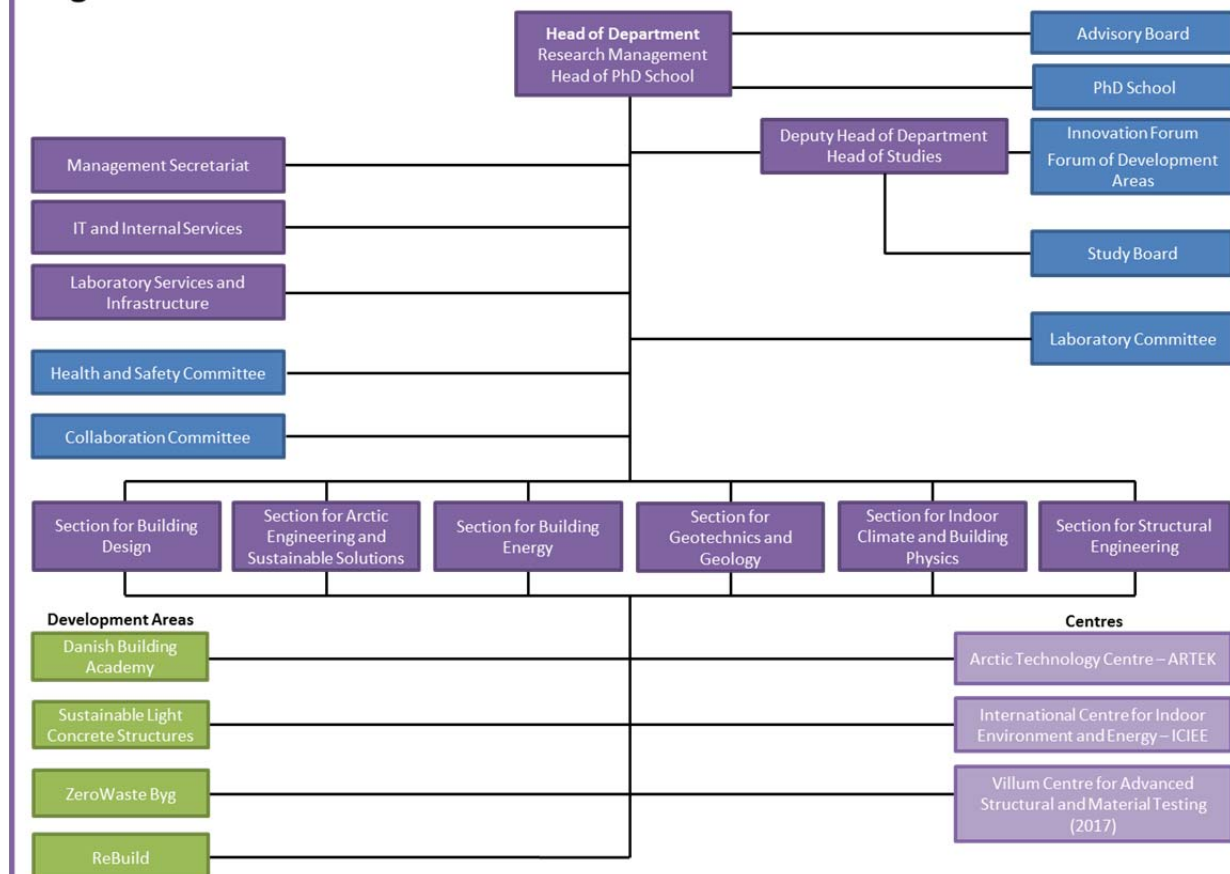 Head of Department
Research Management
Head of PhD School
Advisory Board
PhD School
Deputy Head of Department
Head of Studies
Innovation Forum
Forum of Development
Areas
Study Board
Laboratory Committee
Management Secretariat
IT and Internal Services
Laboratory Services and
Infrastructure
Health and Safety Committee
Collaboration Committee
Section for Building
Design
Section for Arctic
Engineering and
Sustainable Solutions
Section for Building
Energy
Section for
Geotechnics and
Geology
Section for Indoor
Climate and Building
Physics
Section for Structural
Engineering
Development Areas
Danish Building
Academy
Sustainable Light
Concrete Structures
ZeroWaste Byg
ReBuild
Centres
Arctic Technology Centre – ARTEK
International Centre for Indoor
Environment and Energy – ICIEE
Villum Centre for Advanced
Structural and Material Testing
(2017)